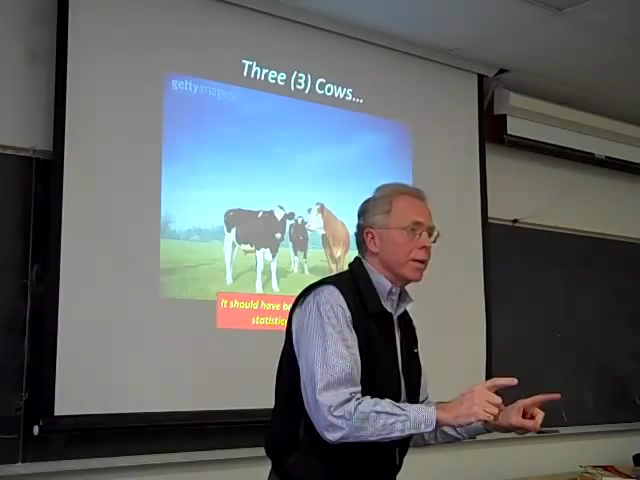 Three (3) Cows...
gettyimages
It should have be
statistic